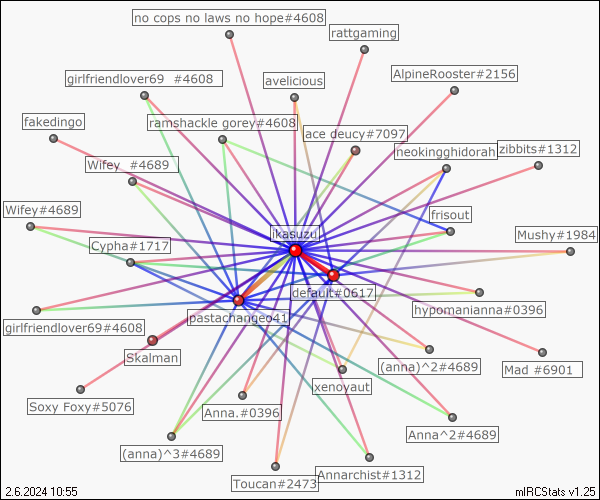 no cops no laws no hope#4608
rattgaming
girlfriendlover69 #4608
avelicious
AlpineRooster#2156
fakedingo
ramshackle gorey#4608
ace deucy#7097
Wifey #4689
neokingghidorah
zibbits#1312
Wifey#4689
frisout
ikasuzu
Mushy#1984
Cypha#1717
default#0617
hypomanianna#0396
girlfriendlover69#4608
pastachangeo41
Skalman
(anna)^2#4689
Mad #6901
xenoyaut
Soxy Foxy#5076
Anna.#0396
Anna^2#4689
(anna)^3#4689
Toucan#2473
Annarchist#1312
2.6.2024 10:55
mIRCStats v1.25